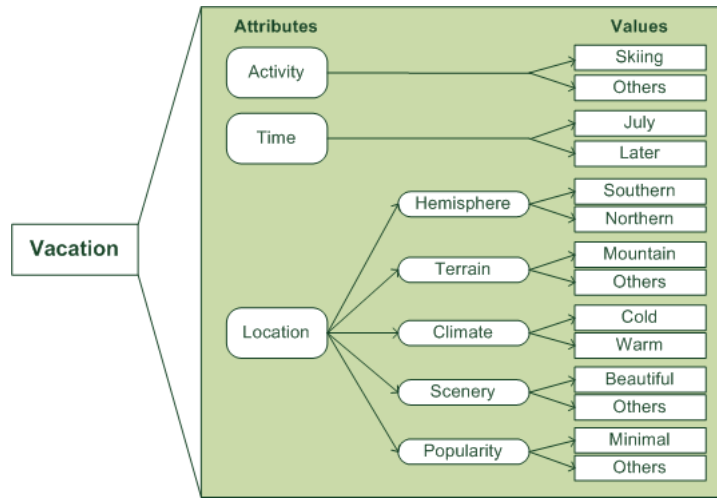 Attributes
Values
Activity
Skiing
Others
Time
July
Later
Vacation
Location
Hemisphere
Southern
Northern
Terrain
Mountain
Others
Climate
Cold
Warm
Scenery
Beautiful
Others
Popularity
Minimal
Others